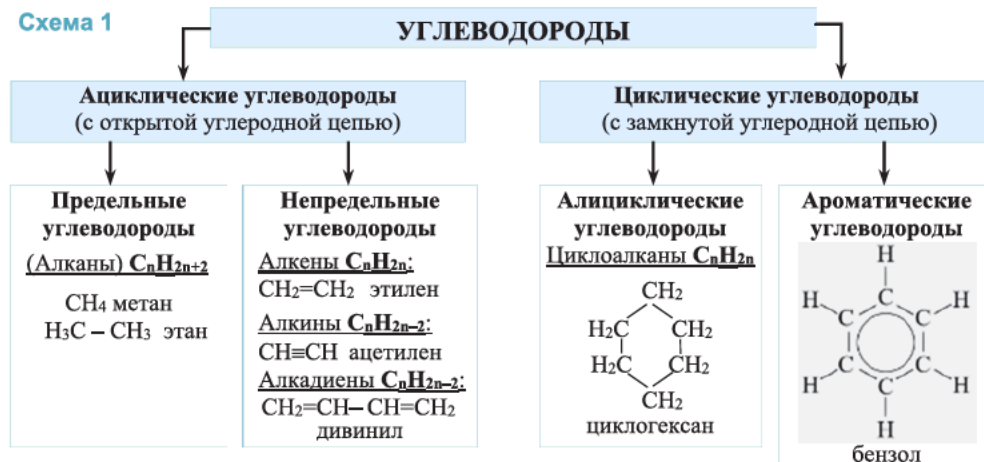 Схема 1
УГЛЕВОДОРОДЫ
Ациклические углеводороды
(с открытой углеродной цепью)
Циклические углеводороды
(с замкнутой углеродной цепью)
Предельные
углеводороды
(Алканы) CnH2n+2
CH4 метан
H3C – CH3 этан
Непредельные
углеводороды
Алкены CnH2n:
CH2=CH2 этилен
Алкины CnH2n–2:
CH≡CH ацетилен
Алкадиены CnH2n–2:
CH2=CH– CH=CH2
дивинил
Алициклические
углеводороды
Циклоалканы CnH2n
CH2
H2C CH2
H2C CH2
CH2
циклогексан
Ароматические
углеводороды
H
H C H
C C
C C
H C H
H
бензол